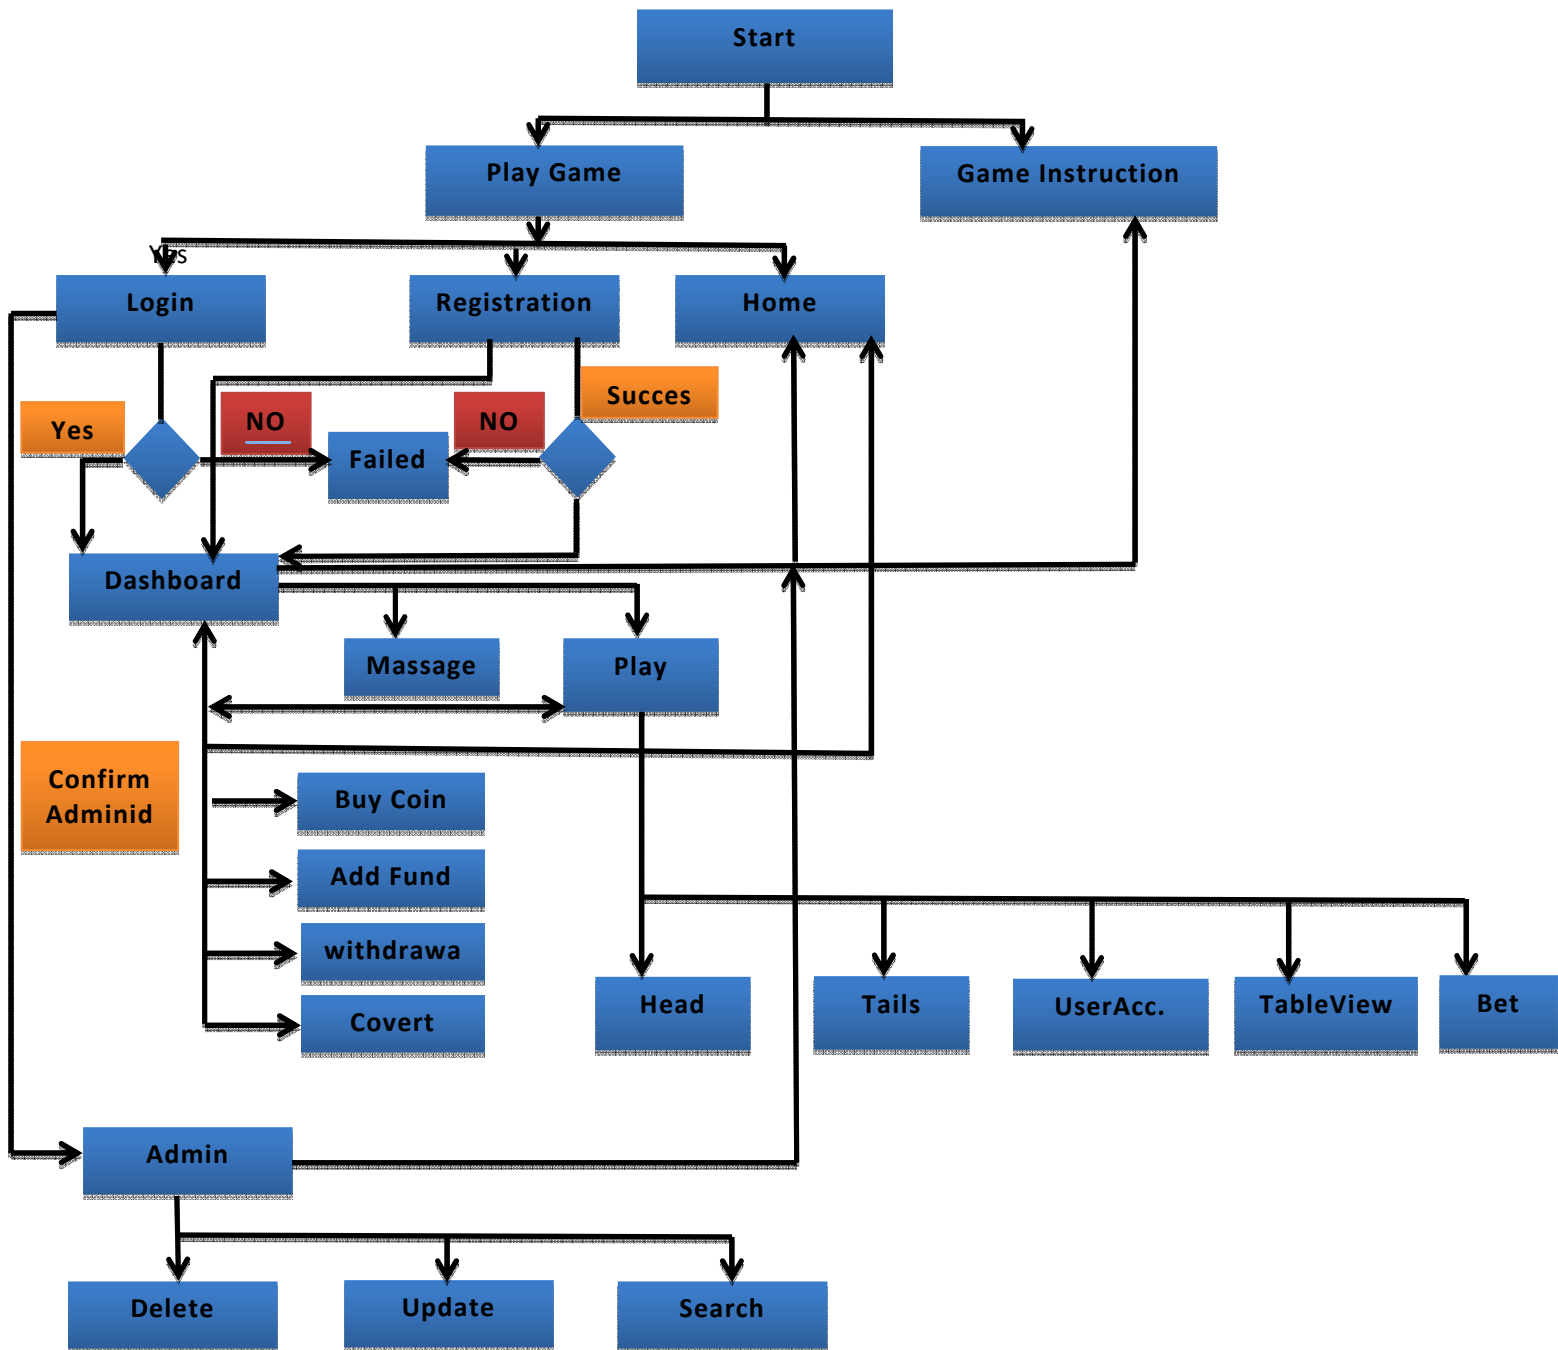 Start
Play Game
Game Instruction
Yes
Login
Registration
Home
Succes
Yes
NO
NO
Failed
Dashboard
Massage
Play
Confirm
Adminid
Buy Coin
Add Fund
withdrawa
Covert
Head
Tails
UserAcc.
TableView
Bet
Admin
Delete
Update
Search